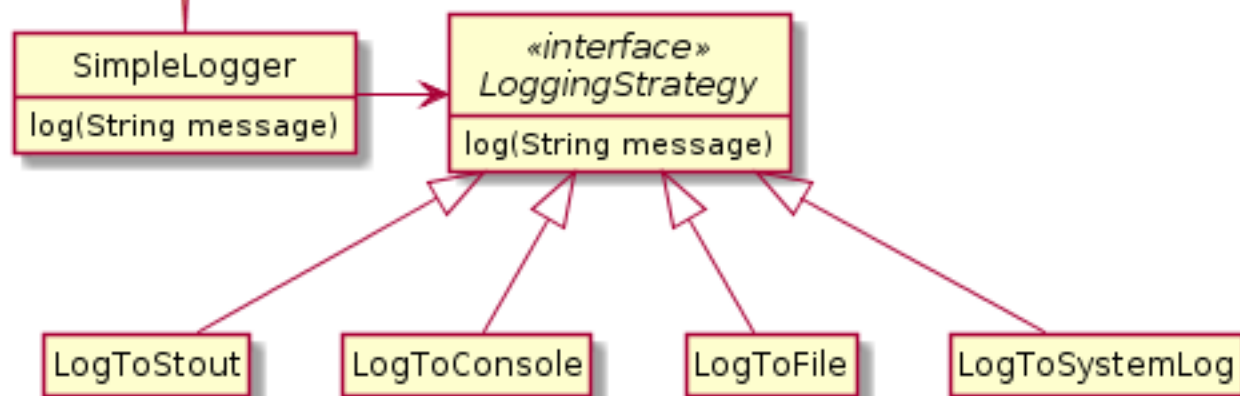 SimpleLogger
log(String message)
«interface»
LoggingStrategy
log(String message)
LogToStout
LogToConsole
LogToFile
LogToSystemLog